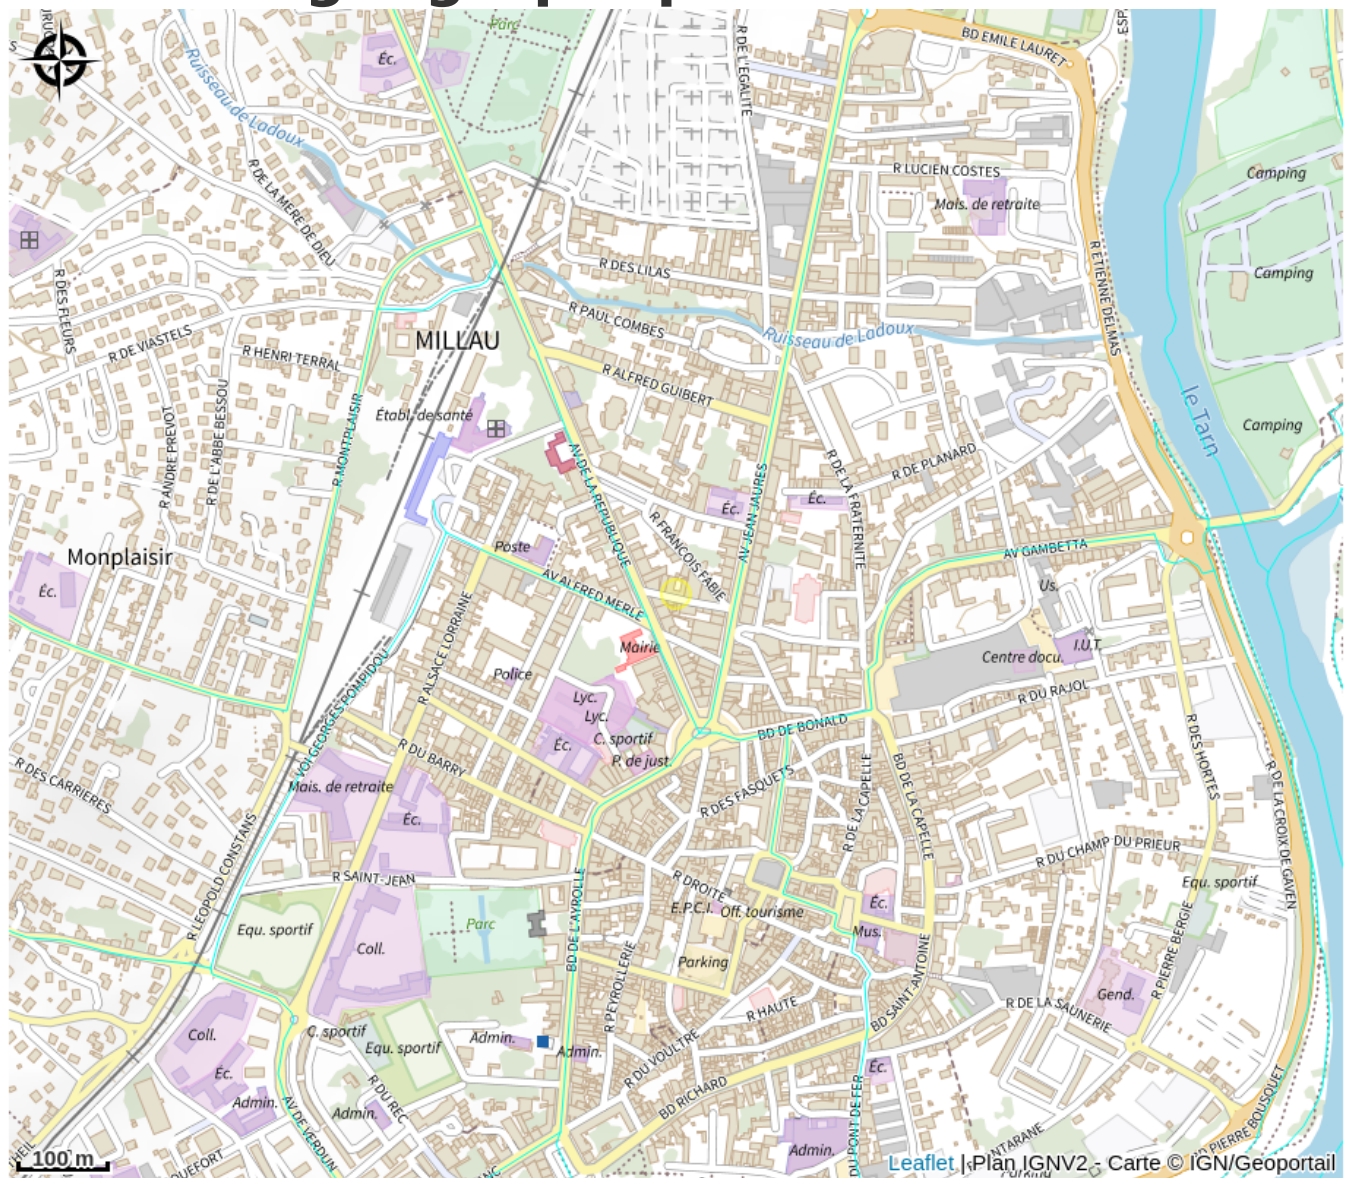 Parc
BD EMILE LAURET
ESP
R DE L'EGALITE
Éc.
Ruisseau de Ladoux
R DE LA MERE DE DIEU
R LUCIEN COSTES
Mais. de retraite
Camping
Camping
R DES FLEURS
R DES LILAS
R ETIENNE DELMAS
R PAUL COMBES
Ruisseau de Ladoux
R DE VIASTELS
MILLAU
R HENRI TERRAL
R ALFRED GUIBERT
le Tarn
R ANDRE PREVOT
R DE L'ABBE BESSOU
R MONTPLAISIR
Établ. de santé
Camping
AV DE LA REPUBLIQUE
AV JEAN JAURES
R DE LA FRATERNITE
R DE PLANARD
Éc.
Éc.
R FRANCOIS FABIE
Monplaisir
Poste
AV GAMBETTA
AV ALFRED MERLE
Éc.
Us.
R ALSACE LORRAINE
Mairie
I.U.T.
Centre docu.
Police
R DU RAJOL
VOI GEORGES POMPIDOU
Lyc.
Lyc.
C. sportif
Éc.
P. de just.
BD DE BONALD
R DU BARRY
R DES CARRIERES
Mais. de retraite
R DES FASQUETS
R DE LA CAPELLE
BD DE LA CAPELLE
R DES HORTES
R DE LA CROIX DE GAVEN
Éc.
R LEOPOLD CONSTANS
R DU CHAMP DU PRIEUR
R SAINT-JEAN
R DROITE
Equ. sportif
E.P.C.I.
Off. tourisme
Éc.
Parc
BD DE L'AYROLLE
Equ. sportif
Coll.
Mus.
R PEYROLLERIE
Parking
BD SAINT-ANTOINE
R PIERRE BERGIE
Gend.
R HAUTE
R DE LA SAUNERIE
Coll.
C. sportif
Equ. sportif
Admin.
Admin.
R DU VOULTRE
Éc.
Éc.
R DU REC
BD RICHARD
Admin.
Admin.
AV DE VERDUN
Admin.
DU PONT DE FER
ANTARANE
BD PIERRE BOUSQUET
100 m
Leaflet | Plan IGNV2 - Carte © IGN/Geoportail